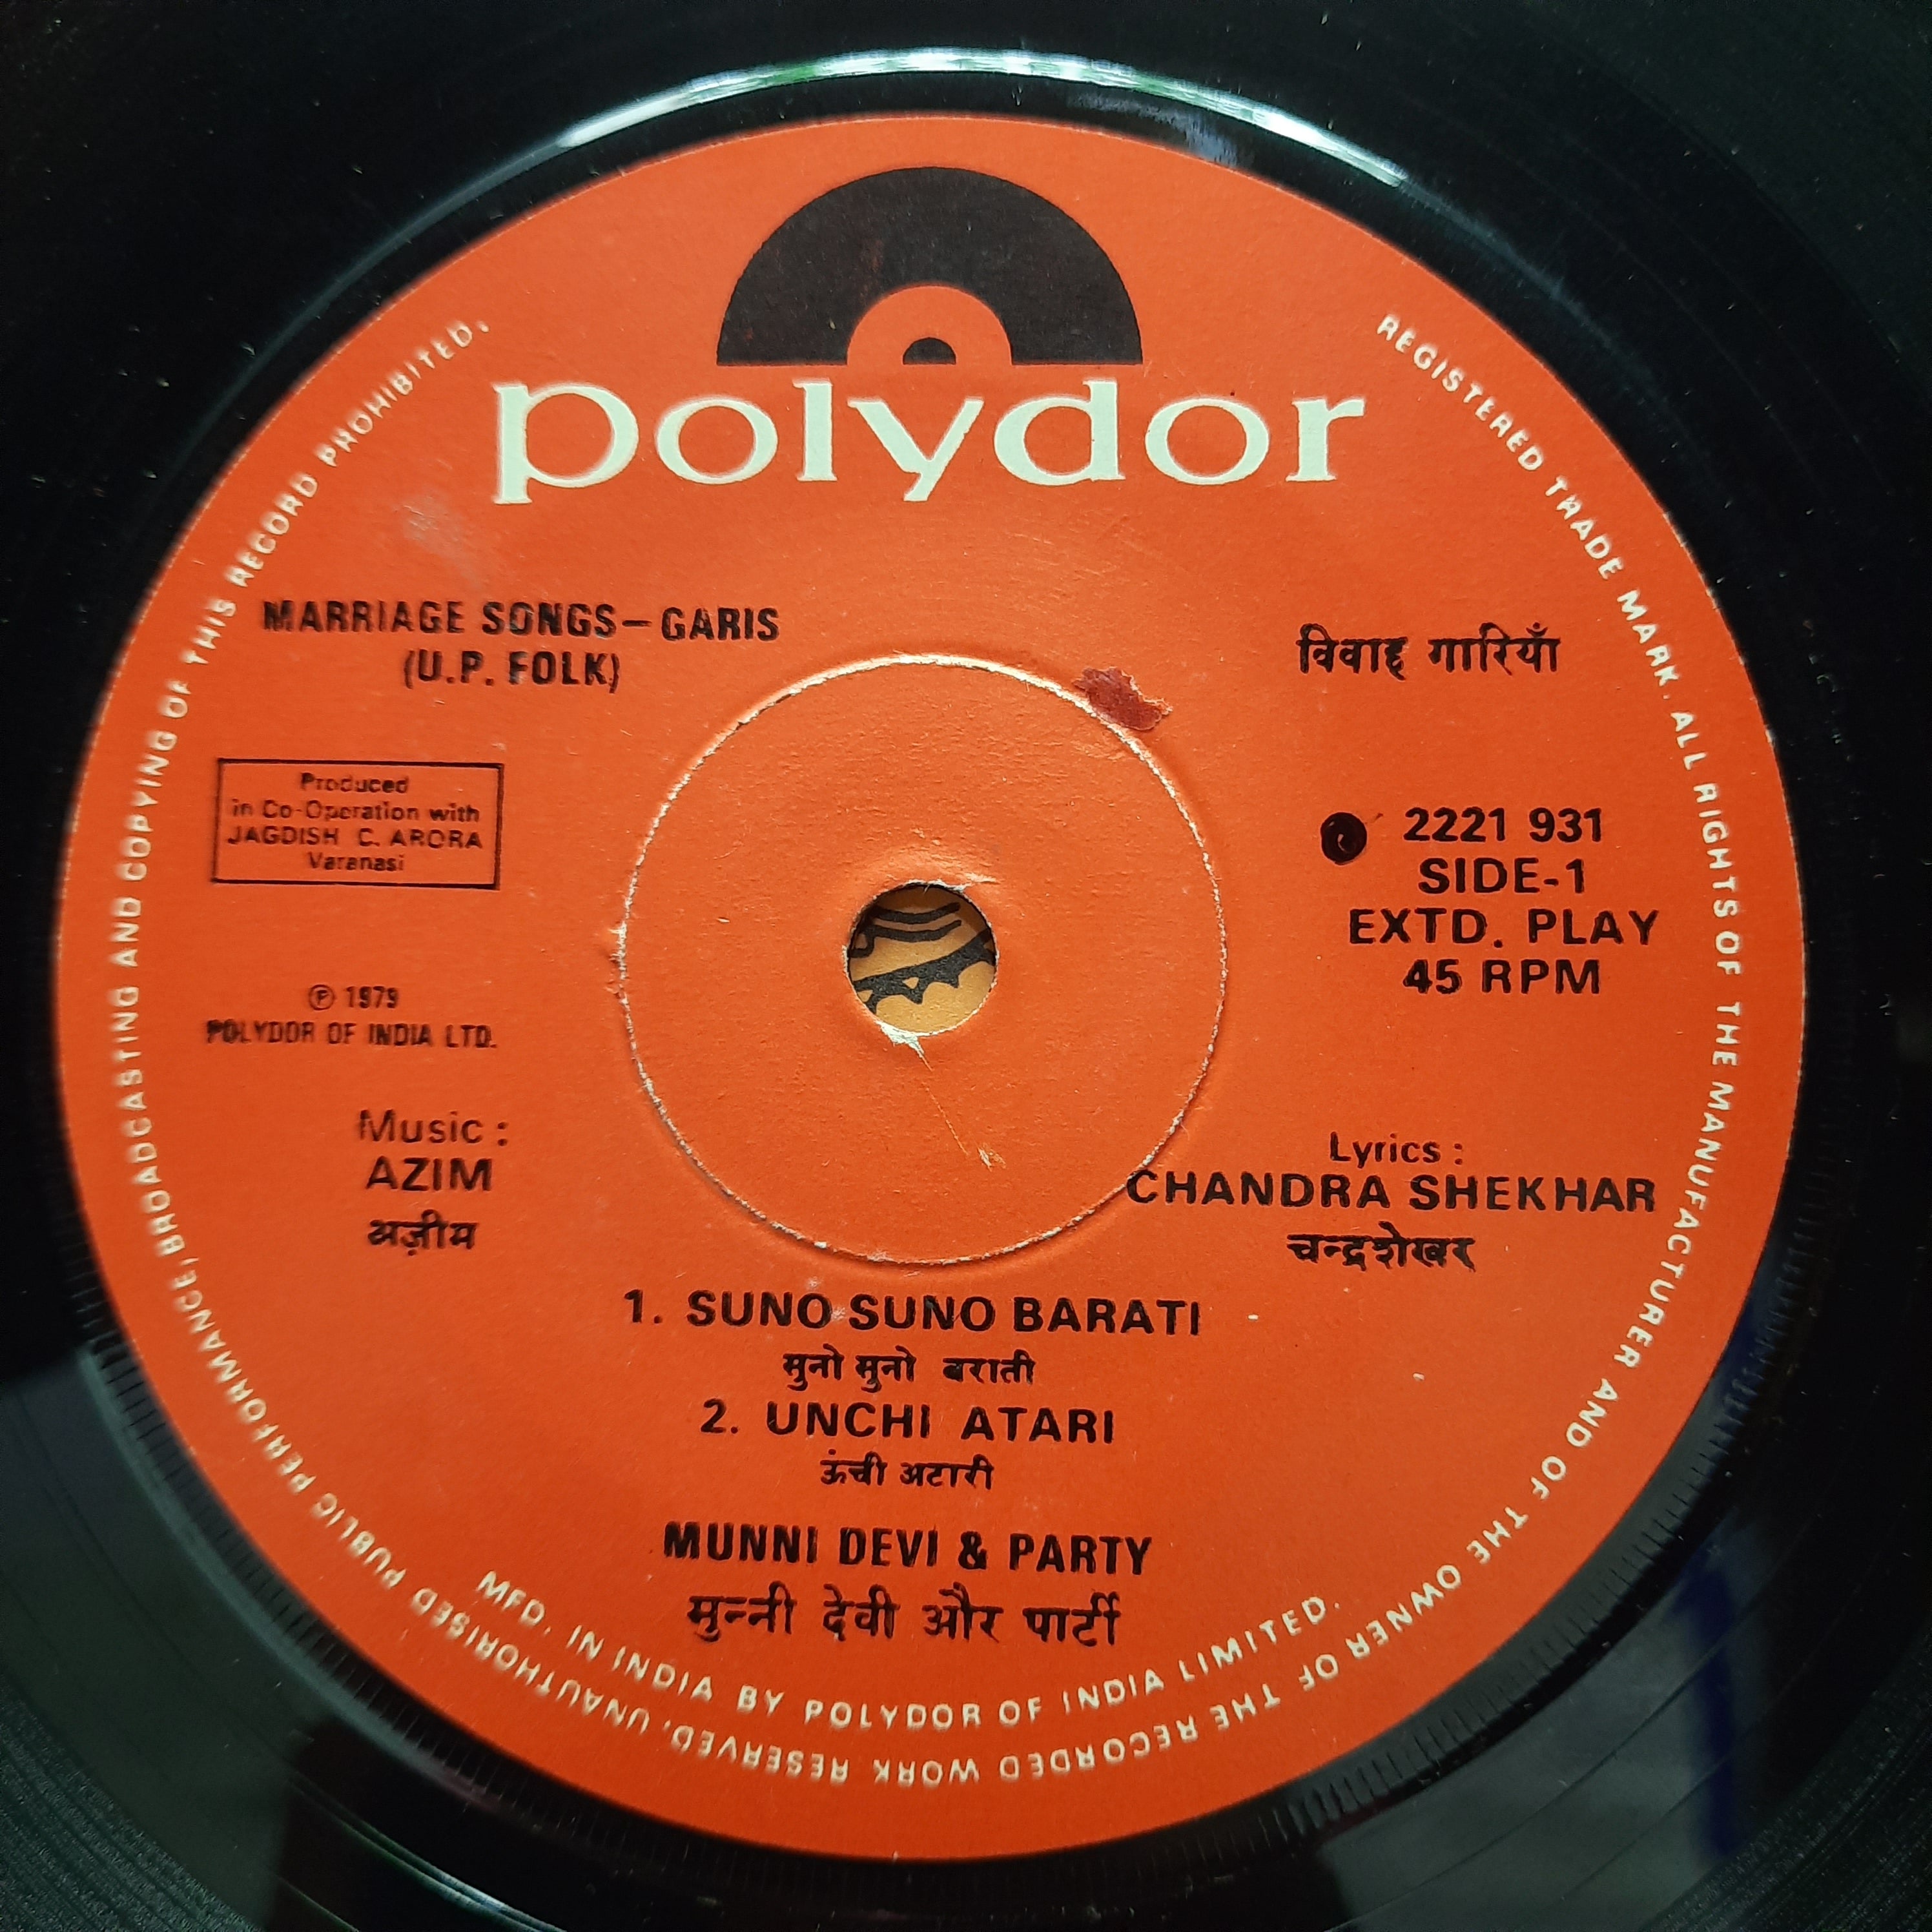 polydor
MARRIAGE SONGS–GARIS
(U.P. FOLK)
विवाह गारियाँ
Produced
in Co-Operation with
JAGDISH C. ARORA
Varanasi
2221 931
SIDE-1
EXTD. PLAY
45 RPM
℗ 1979
POLYDOR OF INDIA LTD.
Music :
AZIM
अज़ीम
Lyrics :
CHANDRA SHEKHAR
चन्द्रशेखर
1. SUNO SUNO BARATI
सुनो सुनो बराती
2. UNCHI ATARI
ऊंची अटारी
MUNNI DEVI & PARTY
मुन्नी देवी और पार्टी
MFD. IN INDIA BY POLYDOR OF INDIA LIMITED.
REGISTERED TRADE MARK. ALL RIGHTS OF THE MANUFACTURER AND OF THE OWNER OF THE RECORDED WORK RESERVED. UNAUTHORISED PUBLIC PERFORMANCE, BROADCASTING AND COPYING OF THIS RECORD PROHIBITED.